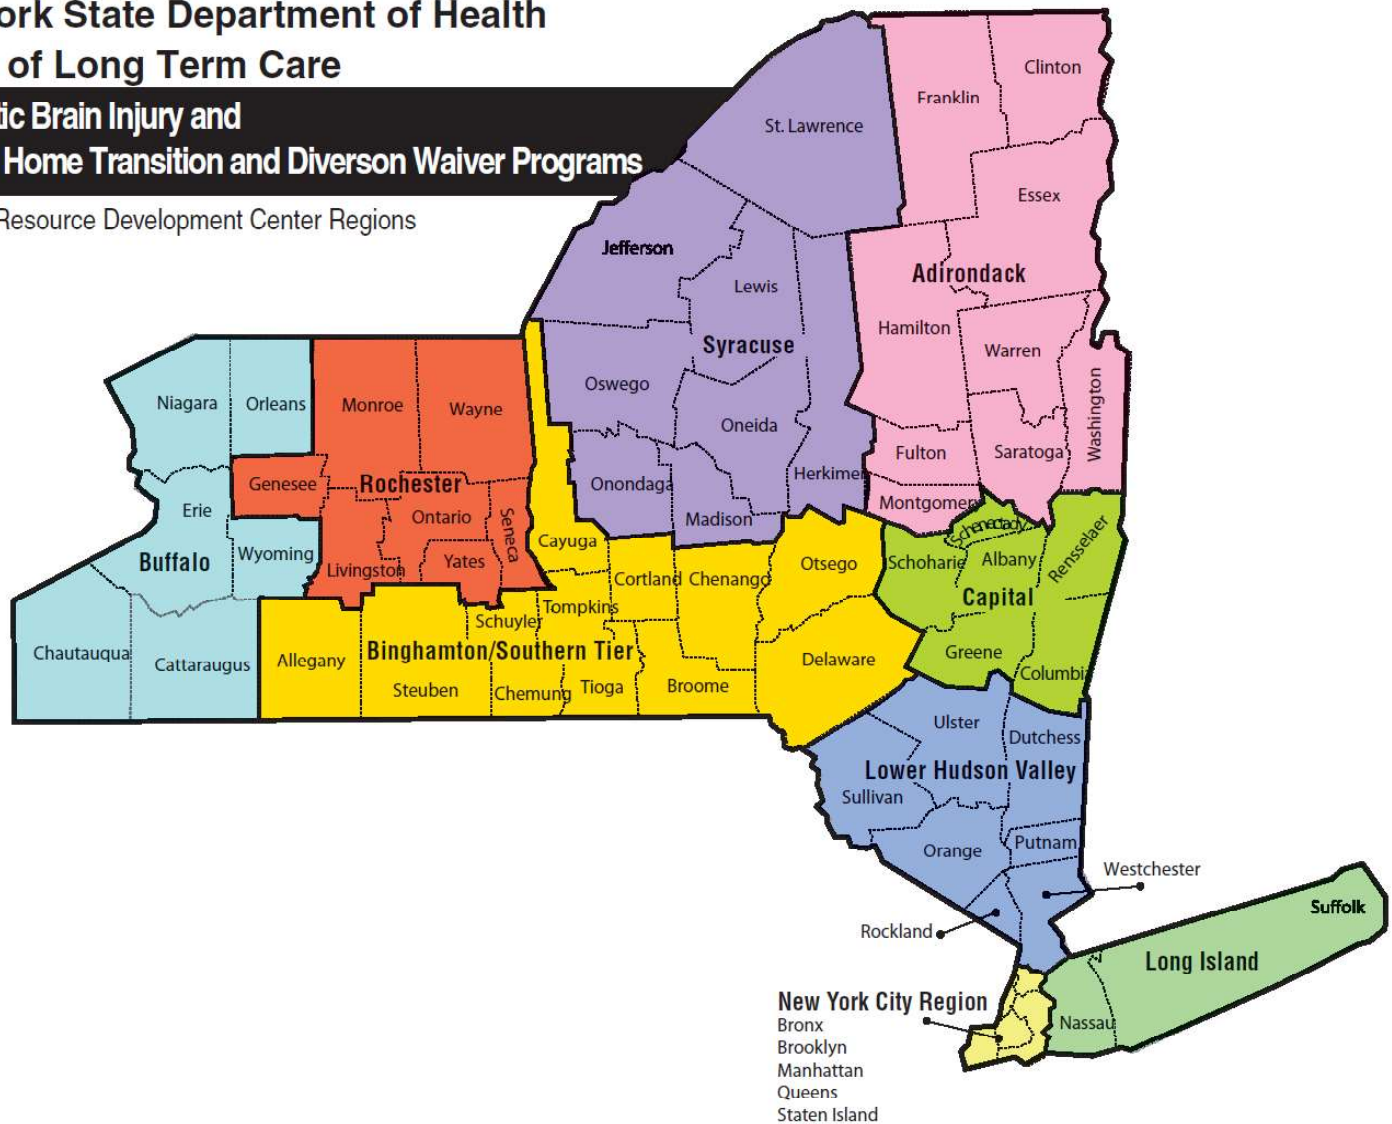 ork State Department of Health
of Long Term Care
tic Brain Injury and
Home Transition and Diverson Waiver Programs
Resource Development Center Regions
Clinton
Franklin
St. Lawrence
Essex
Jefferson
Adirondack
Lewis
Hamilton
Syracuse
Warren
Washington
Oswego
Niagara
Orleans
Monroe
Wayne
Oneida
Fulton
Saratoga
Herkimer
Genesee
Rochester
Onondaga
Montgomery
Erie
Ontario
Seneca
Madison
Schenectady
Rensselaer
Buffalo
Wyoming
Livingston
Yates
Cayuga
Otsego
Schoharie
Albany
Cortland
Chenango
Capital
Tompkins
Schuyler
Chautauqua
Cattaraugus
Allegany
Binghamton/Southern Tier
Greene
Delaware
Columbi
Steuben
Chemung
Tioga
Broome
Ulster
Dutchess
Lower Hudson Valley
Sullivan
Orange
Putnam
Westchester
Rockland
Suffolk
Long Island
New York City Region
Nassau
Bronx
Brooklyn
Manhattan
Queens
Staten Island